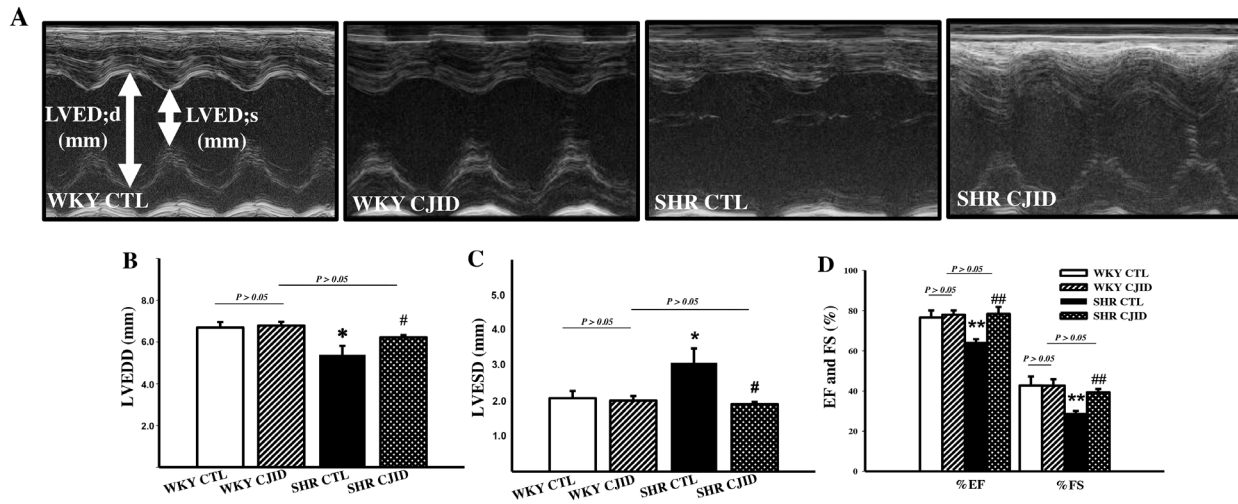 A
LVED;d
(mm)
LVED;s
(mm)
WKY CTL
WKY CJID
SHR CTL
SHR CJID
B
LVEDD (mm)
8.0
6.0
4.0
2.0
P > 0.05
P > 0.05
*
#
WKY CTL
WKY CJID
SHR CTL
SHR CJID
C
LVESD (mm)
5.0
4.0
3.0
2.0
1.0
P > 0.05
P > 0.05
*
#
WKY CTL
WKY CJID
SHR CTL
SHR CJID
D
EF and FS (%)
100
80
60
40
20
0
P > 0.05
P > 0.05
**
##
P > 0.05
P > 0.05
**
##
WKY CTL
WKY CJID
SHR CTL
SHR CJID
%EF
%FS